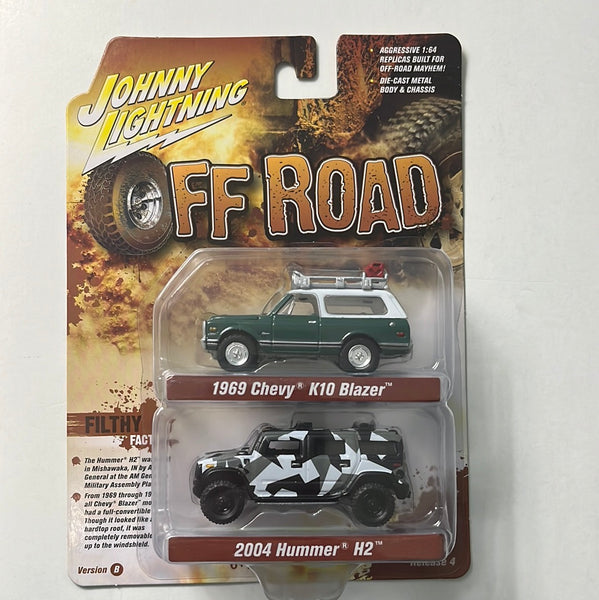 JOHNNY
LIGHTNING
OFF ROAD
• AGGRESSIVE 1:64
REPLICAS BUILT FOR
OFF-ROAD MAYHEM!
• DIE-CAST METAL
BODY & CHASSIS
1969 Chevy® K10 Blazer™
FILTHY
FACT
The Hummer® H2™
in Mishawaka, IN by A
General at the AM Gen
Military Assembly Pla
From 1969 through 19
all Chevy® Blazer™ mo
had a full-convertible
Though it looked like
hardtop roof, it was
completely removable
up to the windshield.
2004 Hummer® H2™
Version B
Release 4